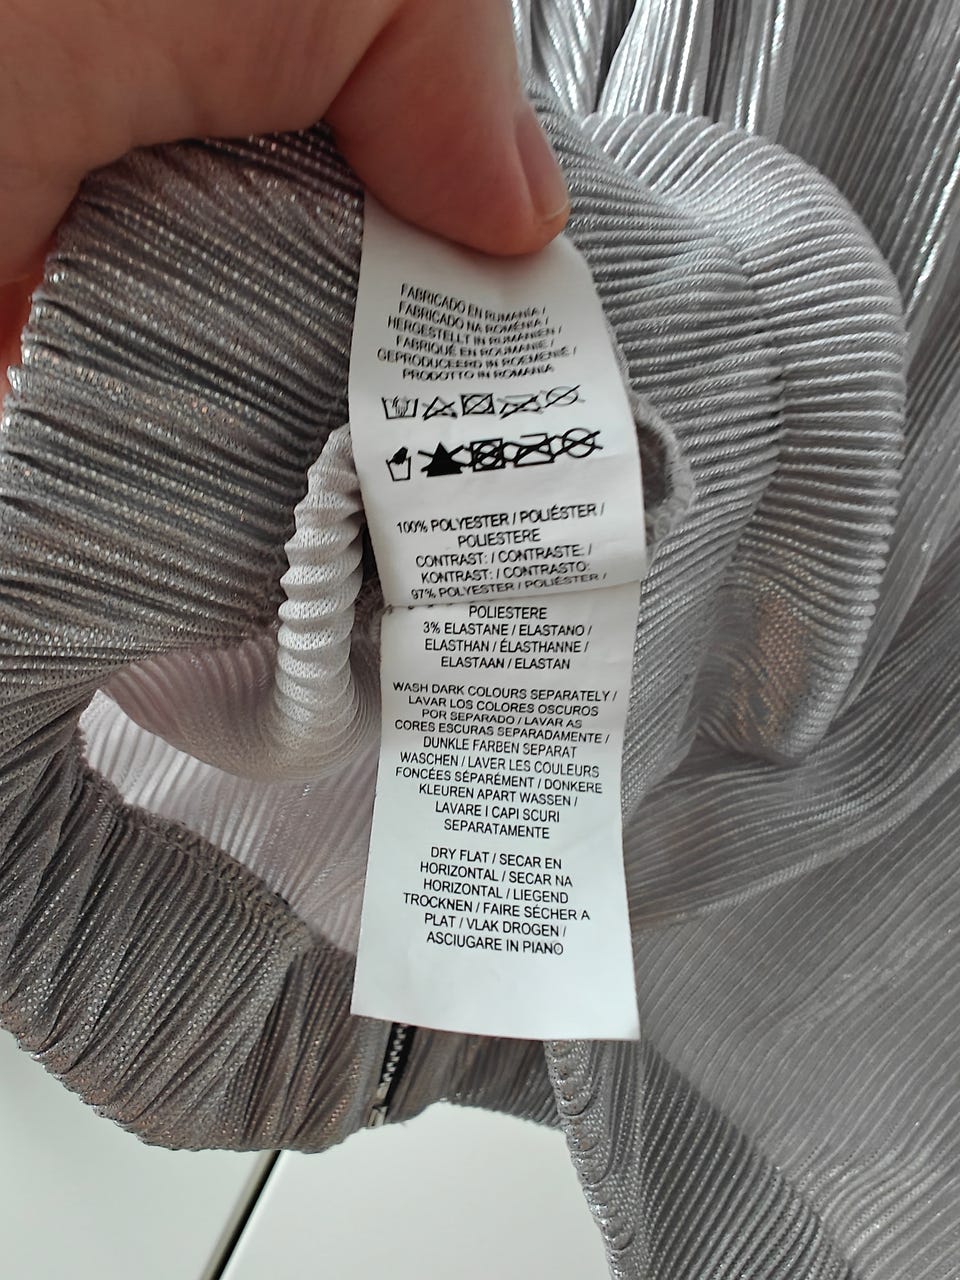 FABRICADO EN RUMANÍA /
FABRICADO NA ROMÉNIA /
HERGESTELLT IN RUMÄNIEN /
FABRIQUÉ EN ROUMANIE /
GEPRODUCEERD IN ROEMENIË /
PRODOTTO IN ROMANIA
100% POLYESTER / POLIÉSTER /
POLIESTERE
CONTRAST: / CONTRASTE: /
KONTRAST: / CONTRASTO:
97% POLYESTER / POLIÉSTER /
POLIESTERE
3% ELASTANE / ELASTANO /
ELASTHAN / ÉLASTHANNE /
ELASTAAN / ELASTAN
WASH DARK COLOURS SEPARATELY /
LAVAR LOS COLORES OSCUROS
POR SEPARADO / LAVAR AS
CORES ESCURAS SEPARADAMENTE /
DUNKLE FARBEN SEPARAT
WASCHEN / LAVER LES COULEURS
FONCÉES SÉPARÉMENT / DONKERE
KLEUREN APART WASSEN /
LAVARE I CAPI SCURI
SEPARATAMENTE
DRY FLAT / SECAR EN
HORIZONTAL / SECAR NA
HORIZONTAL / LIEGEND
TROCKNEN / FAIRE SÉCHER A
PLAT / VLAK DROGEN /
ASCIUGARE IN PIANO